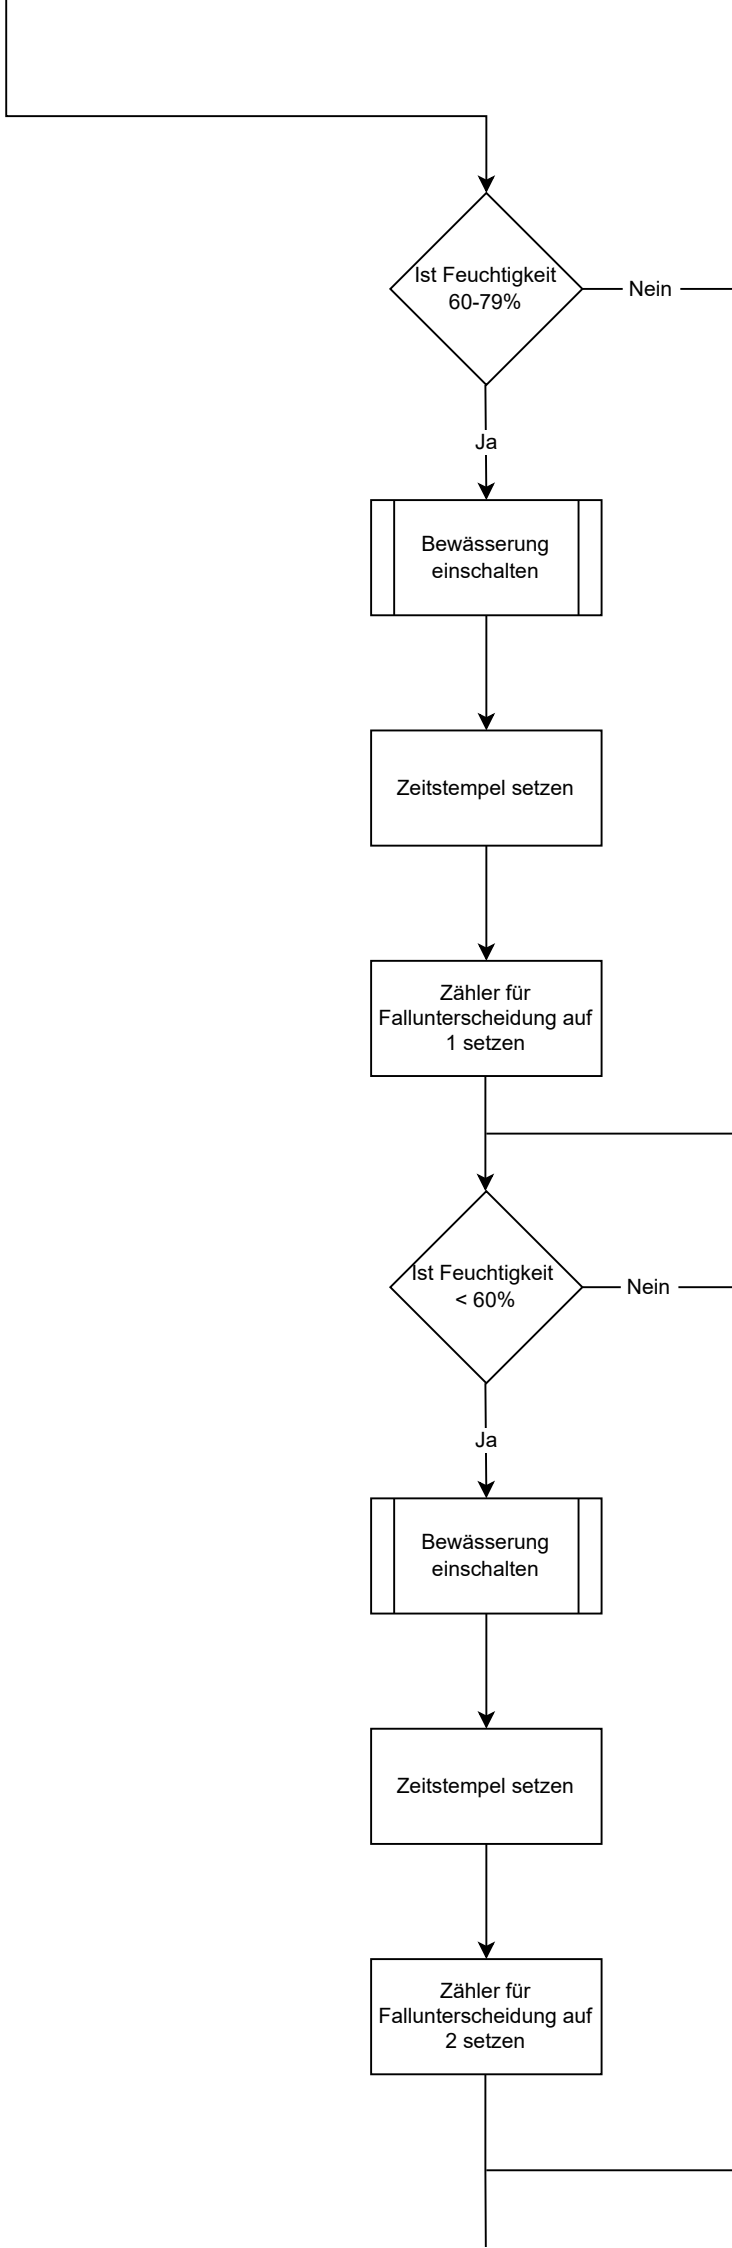 Ist Feuchtigkeit
60-79%
Nein
Ja
Bewässerung
einschalten
Zeitstempel setzen
Zähler für
Fallunterscheidung auf
1 setzen
Ist Feuchtigkeit
< 60%
Nein
Ja
Bewässerung
einschalten
Zeitstempel setzen
Zähler für
Fallunterscheidung auf
2 setzen